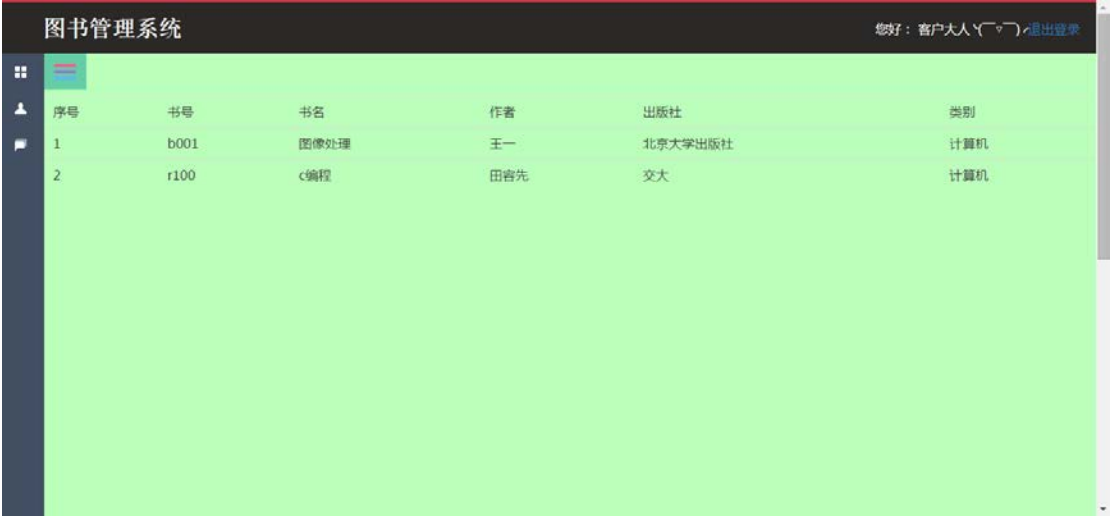 图书管理系统 您好：客户大人ヽ(￣▽￣)ﾉ退出登录
序号 书号 书名 作者 出版社 类别
1 b001 图像处理 王一 北京大学出版社 计算机
2 r100 c编程 田容先 交大 计算机